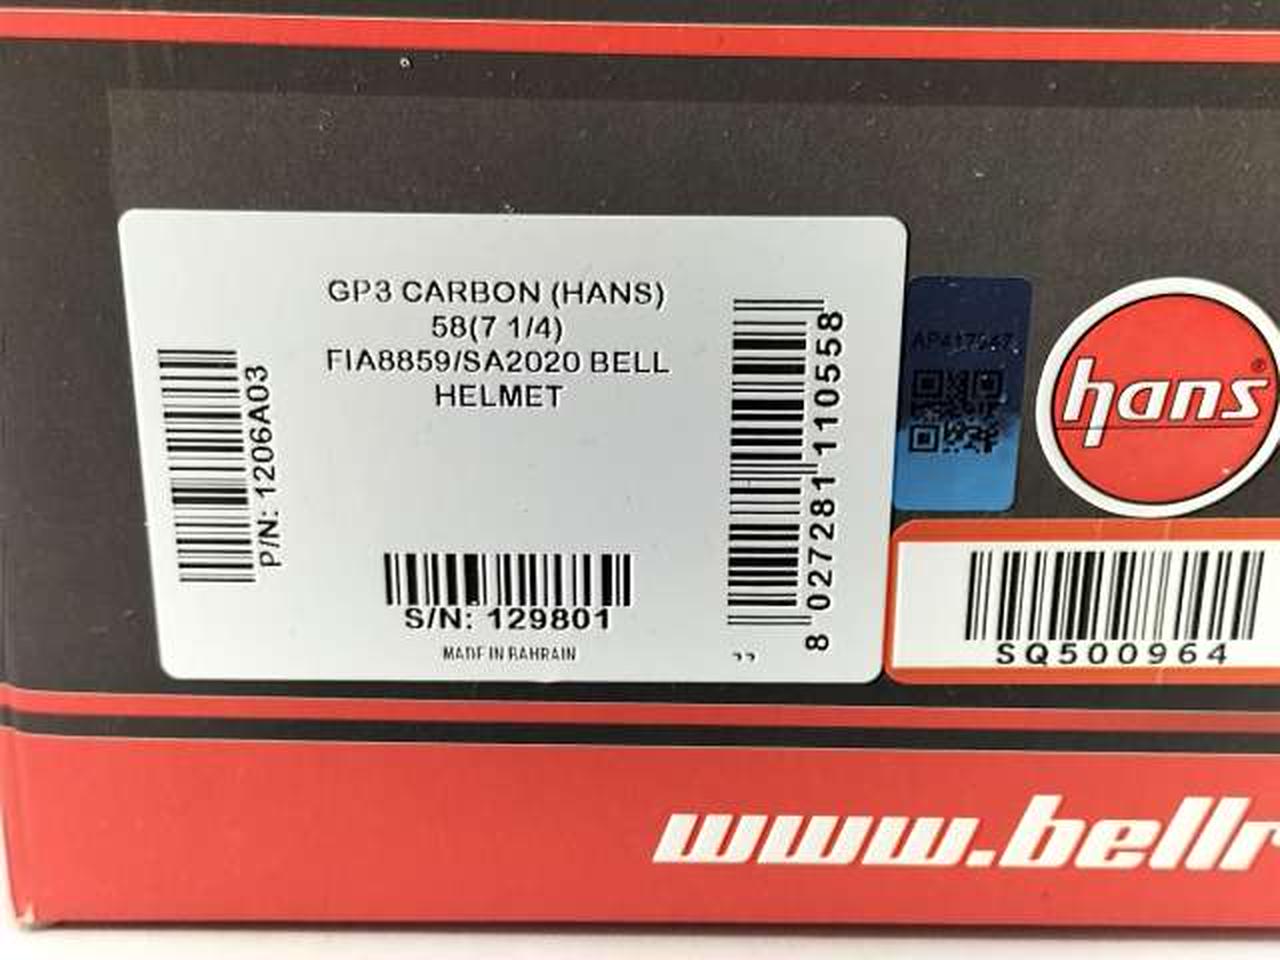 GP3 CARBON (HANS)
58(7 1/4)
FIA8859/SA2020 BELL
HELMET
P/N: 1206A03
S/N: 129801
MADE IN BAHRAIN
8 027281 110558
hans®
SQ500964
www.bellr